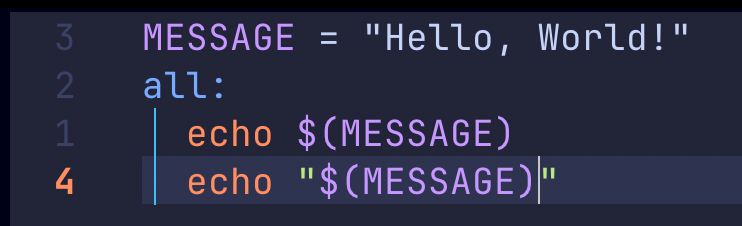 3 MESSAGE = "Hello, World!"
2 all:
1 echo $(MESSAGE)
4 echo "$(MESSAGE)"